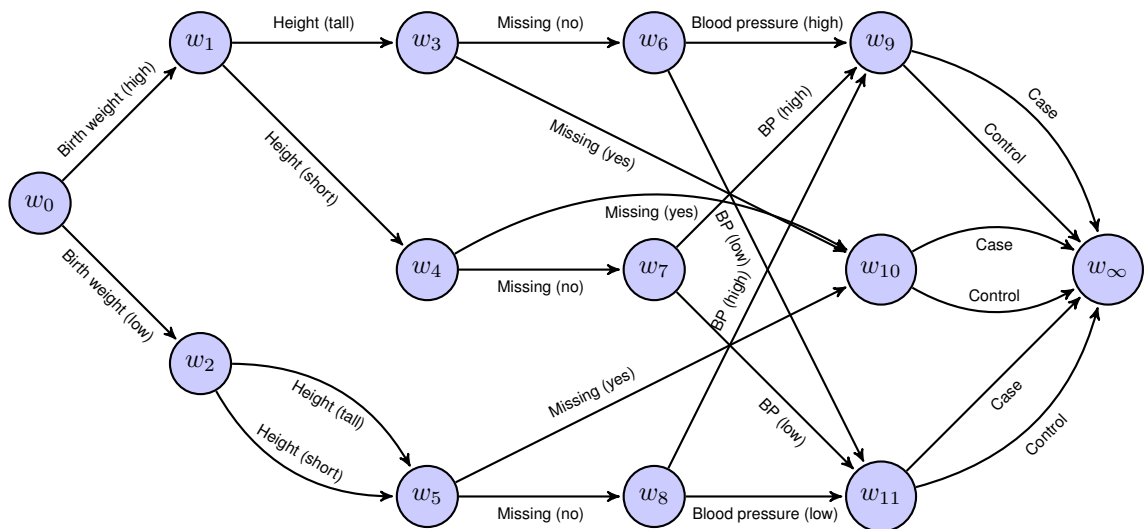 Height (tall)
Missing (no)
Blood pressure (high)
w₁
w₃
w₆
w₉
Birth weight (high)
Height (short)
Missing (yes)
BP (high)
Case
Control
w₀
Missing (yes)
BP (low)
Case
w₄
w₇
w₁₀
w∞
Missing (no)
BP (high)
Control
Birth weight (low)
w₂
Height (tall)
Height (short)
Missing (yes)
BP (low)
Case
Control
w₅
w₈
w₁₁
Missing (no)
Blood pressure (low)